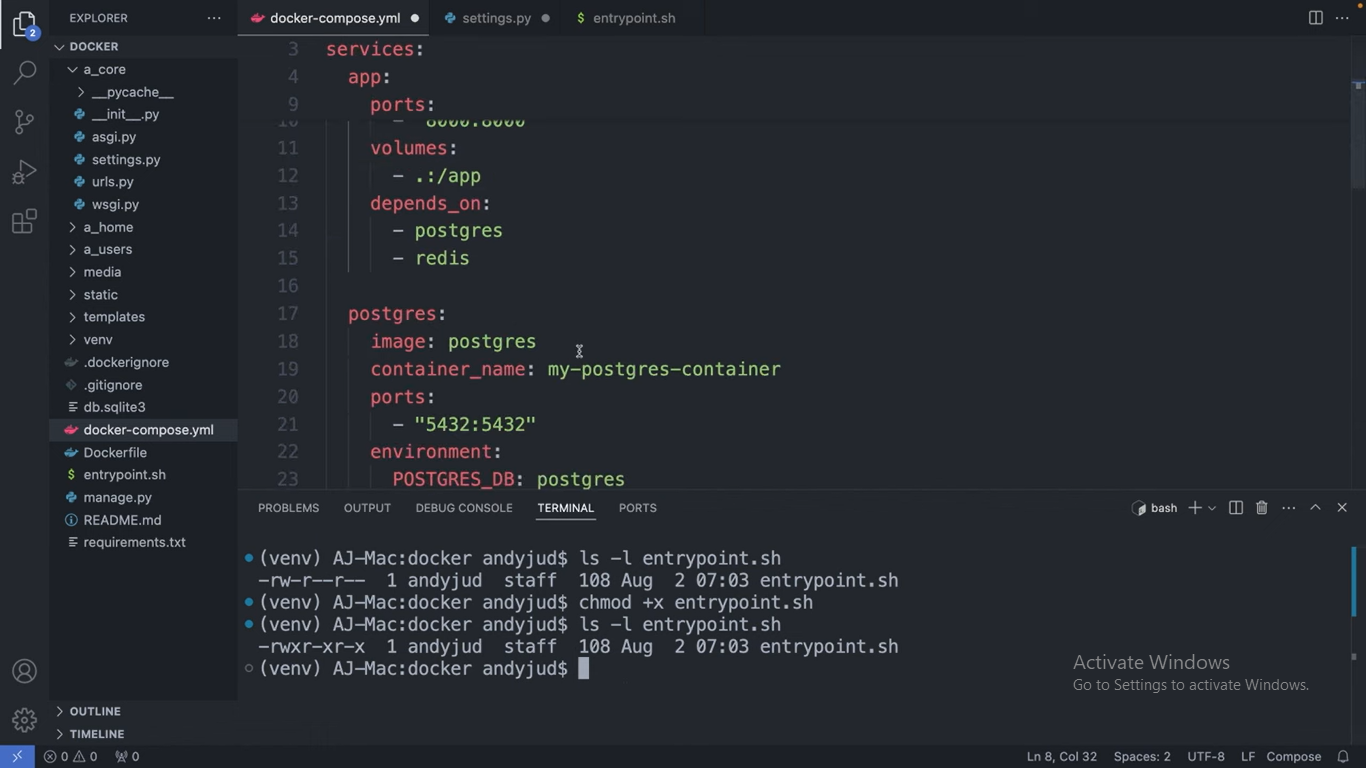 EXPLORER
DOCKER
a_core
__pycache__
__init__.py
asgi.py
settings.py
urls.py
wsgi.py
a_home
a_users
media
static
templates
venv
.dockerignore
.gitignore
db.sqlite3
docker-compose.yml
Dockerfile
$ entrypoint.sh
manage.py
README.md
requirements.txt
OUTLINE
TIMELINE
2
docker-compose.yml
settings.py
$ entrypoint.sh
3 services:
4 app:
9 ports:
11 volumes:
12 - .:/app
13 depends_on:
14 - postgres
15 - redis
16
17 postgres:
18 image: postgres
19 container_name: my-postgres-container
20 ports:
21 - "5432:5432"
22 environment:
23 POSTGRES_DB: postgres
PROBLEMS OUTPUT DEBUG CONSOLE TERMINAL PORTS
bash
(venv) AJ-Mac:docker andyjud$ ls -l entrypoint.sh
-rw-r--r-- 1 andyjud staff 108 Aug 2 07:03 entrypoint.sh
(venv) AJ-Mac:docker andyjud$ chmod +x entrypoint.sh
(venv) AJ-Mac:docker andyjud$ ls -l entrypoint.sh
-rwxr-xr-x 1 andyjud staff 108 Aug 2 07:03 entrypoint.sh
(venv) AJ-Mac:docker andyjud$
Activate Windows
Go to Settings to activate Windows.
0 0 0
Ln 8, Col 32 Spaces: 2 UTF-8 LF Compose